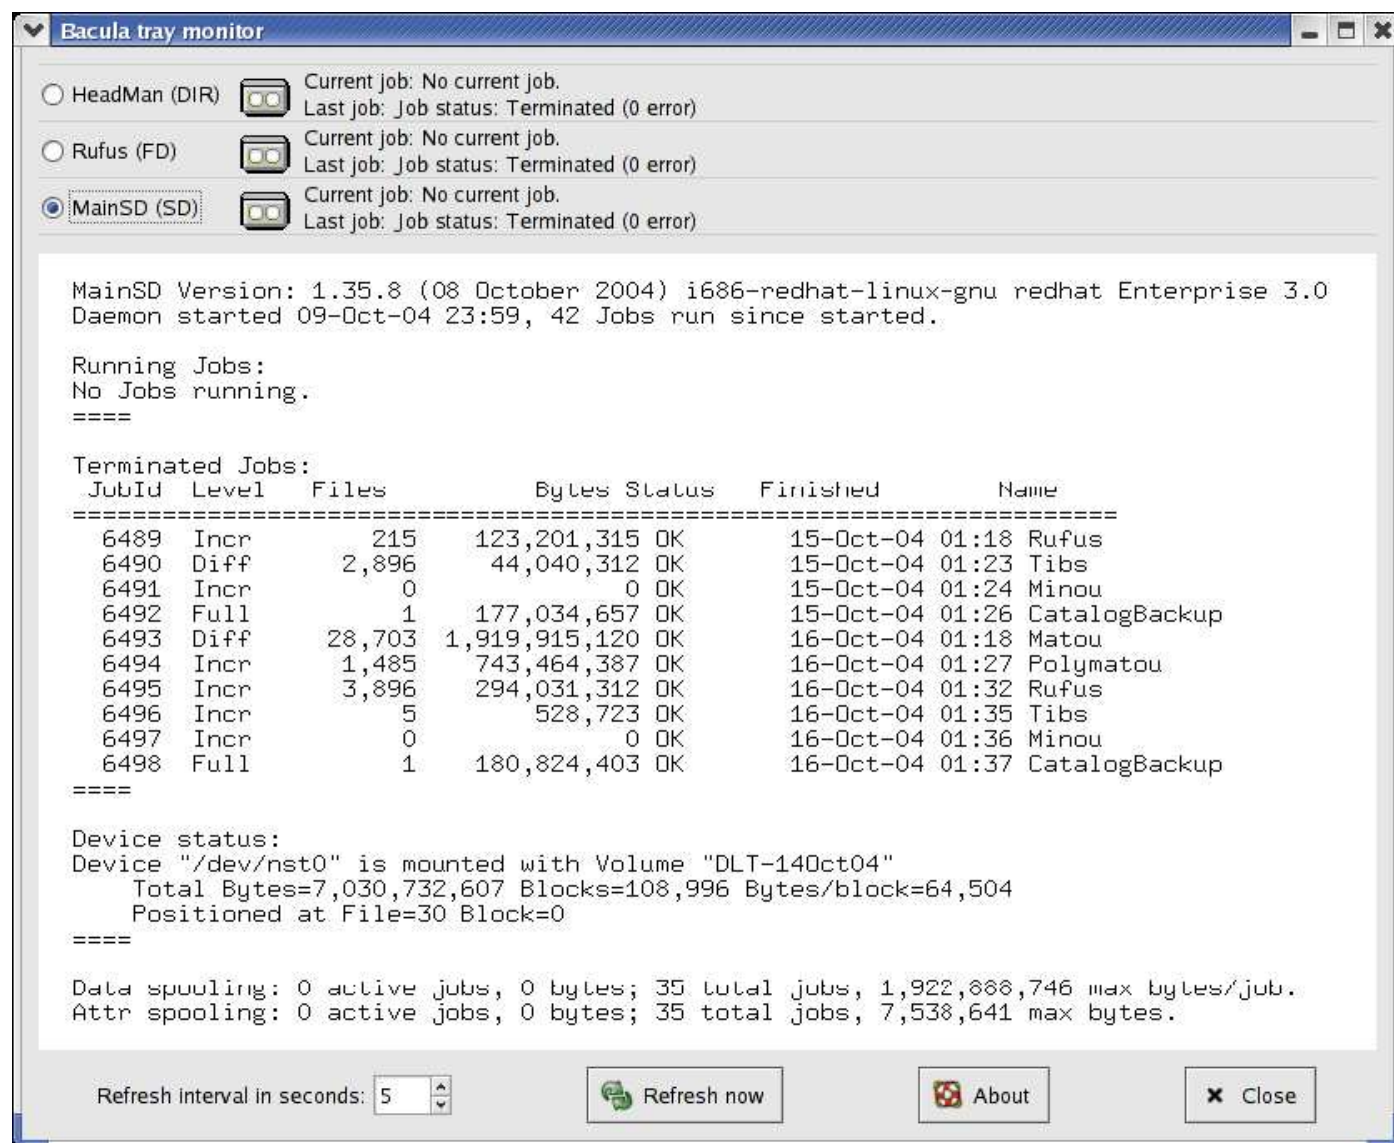 Bacula tray monitor
HeadMan (DIR)
Current job: No current job.
Last job: Job status: Terminated (0 error)
Rufus (FD)
Current job: No current job.
Last job: Job status: Terminated (0 error)
MainSD (SD)
Current job: No current job.
Last job: Job status: Terminated (0 error)
MainSD Version: 1.35.8 (08 October 2004) i686-redhat-linux-gnu redhat Enterprise 3.0
Daemon started 09-Oct-04 23:59, 42 Jobs run since started.
Running Jobs:
No Jobs running.
====
Terminated Jobs:
JobId Level Files Bytes Status Finished Name
======================================================================
6489 Incr 215 123,201,315 OK 15-Oct-04 01:18 Rufus
6490 Diff 2,896 44,040,312 OK 15-Oct-04 01:23 Tibs
6491 Incr 0 0 OK 15-Oct-04 01:24 Minou
6492 Full 1 177,034,657 OK 15-Oct-04 01:26 CatalogBackup
6493 Diff 28,703 1,919,915,120 OK 16-Oct-04 01:18 Matou
6494 Incr 1,485 743,464,387 OK 16-Oct-04 01:27 Polymatou
6495 Incr 3,896 294,031,312 OK 16-Oct-04 01:32 Rufus
6496 Incr 5 528,723 OK 16-Oct-04 01:35 Tibs
6497 Incr 0 0 OK 16-Oct-04 01:36 Minou
6498 Full 1 180,824,403 OK 16-Oct-04 01:37 CatalogBackup
====
Device status:
Device "/dev/nst0" is mounted with Volume "DLT-14Oct04"
Total Bytes=7,030,732,607 Blocks=108,996 Bytes/block=64,504
Positioned at File=30 Block=0
====
Data spooling: 0 active jobs, 0 bytes; 35 total jobs, 1,922,888,746 max bytes/job.
Attr spooling: 0 active jobs, 0 bytes; 35 total jobs, 7,538,641 max bytes.
Refresh interval in seconds: 5
Refresh now
About
Close